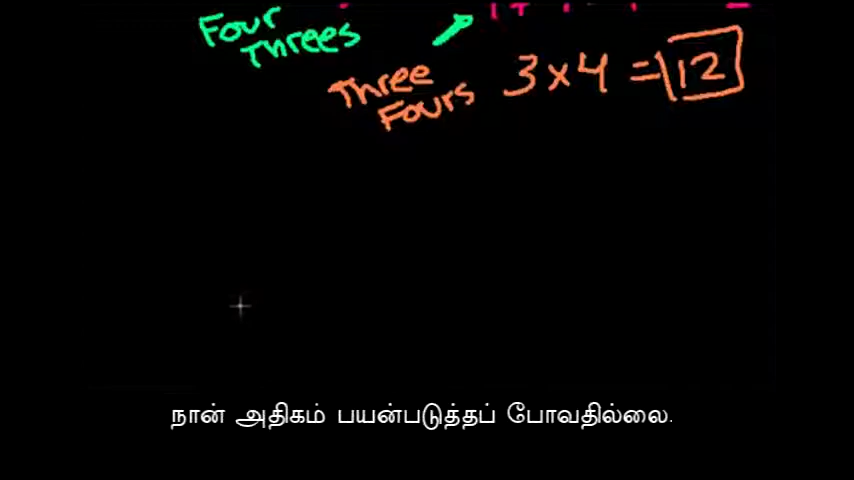 Four
Threes
Three
Fours 3 x 4 = 12
நான் அதிகம் பயன்படுத்தப் போவதில்லை.